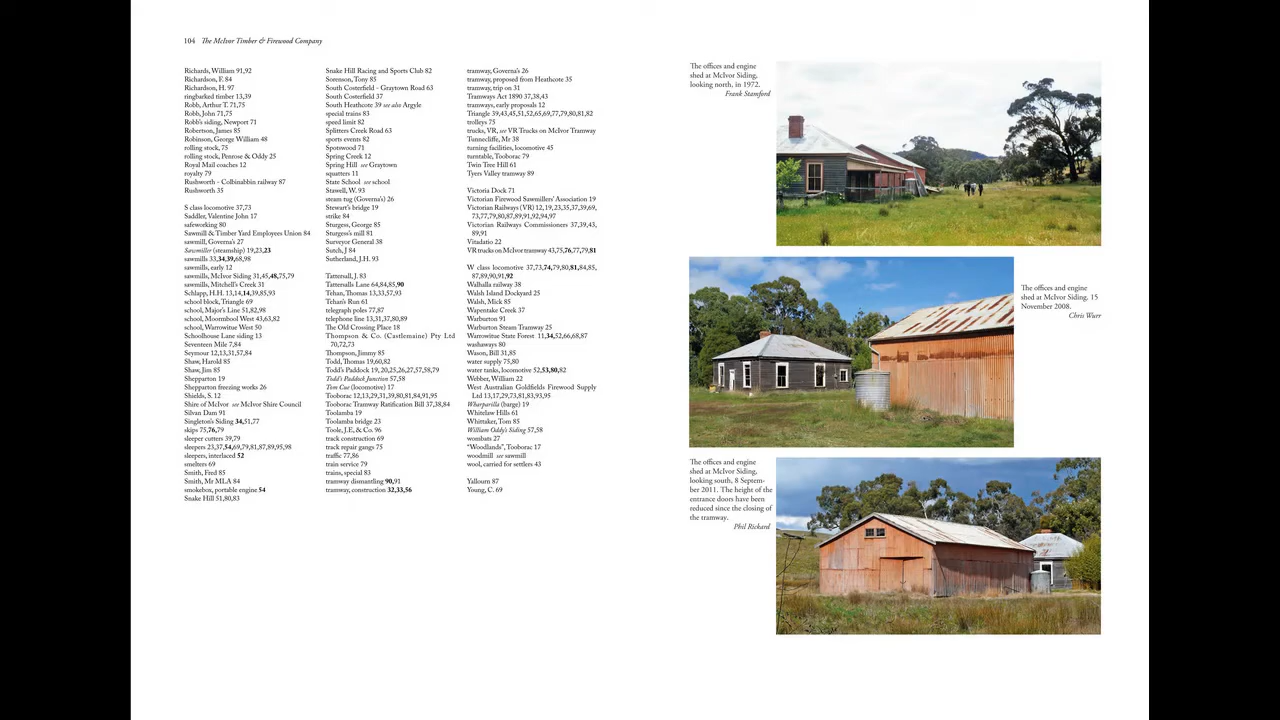 104 The McIvor Timber & Firewood Company
Richards, William 91,92
Richardson, F. 84
Richardson, H. 97
ringbarked timber 13,39
Robb, Arthur T. 71,75
Robb, John 71,75
Robb's siding, Newport 71
Robertson, James 85
Robinson, George William 48
rolling stock, 75
rolling stock, Penrose & Oddy 25
Royal Mail coaches 12
royalty 79
Rushworth - Colbinabbin railway 87
Rushworth 35
S class locomotive 37,73
Saddler, Valentine John 17
safeworking 80
Sawmill & Timber Yard Employees Union 84
sawmill, Governa's 27
Sawmiller (steamship) 19,23,23
sawmills 33,34,39,68,98
sawmills, early 12
sawmills, McIvor Siding 31,45,48,75,79
sawmills, Mitchell's Creek 31
Schlapp, H.H. 13,14,14,39,85,93
school block, Triangle 69
school, Major's Line 51,82,98
school, Moormbool West 43,63,82
school, Warrowitue West 50
Schoolhouse Lane siding 13
Seventeen Mile 7,84
Seymour 12,13,31,57,84
Shaw, Harold 85
Shaw, Jim 85
Shepparton 19
Shepparton freezing works 26
Shields, S. 12
Shire of McIvor see McIvor Shire Council
Silvan Dam 91
Singleton's Siding 34,51,77
skips 75,76,79
sleeper cutters 39,79
sleepers 23,37,54,69,79,81,87,89,95,98
sleepers, interlaced 52
smelters 69
Smith, Fred 85
Smith, Mr MLA 84
smokebox, portable engine 54
Snake Hill 51,80,83
Snake Hill Racing and Sports Club 82
Sorenson, Tony 85
South Costerfield - Graytown Road 63
South Costerfield 37
South Heathcote 39 see also Argyle
special trains 83
speed limit 82
Splitters Creek Road 63
sports events 82
Spotswood 71
Spring Creek 12
Spring Hill see Graytown
squatters 11
State School see school
Stawell, W. 93
steam tug (Governa's) 26
Stewart's bridge 19
strike 84
Sturgess, George 85
Sturgess's mill 81
Surveyor General 38
Sutch, J 84
Sutherland, J.H. 93
Tattersall, J. 83
Tattersalls Lane 64,84,85,90
Tehan, Thomas 13,33,57,93
Tehan's Run 61
telegraph poles 77,87
telephone line 13,31,37,80,89
The Old Crossing Place 18
Thompson & Co. (Castlemaine) Pty Ltd
70,72,73
Thompson, Jimmy 85
Todd, Thomas 19,60,82
Todd's Paddock 19, 20,25,26,27,57,58,79
Todd's Paddock Junction 57,58
Tom Cue (locomotive) 17
Tooborac 12,13,29,31,39,80,81,84,91,95
Tooborac Tramway Ratification Bill 37,38,84
Toolamba 19
Toolamba bridge 23
Toole, J.E, & Co. 96
track construction 69
track repair gangs 75
traffic 77,86
train service 79
trains, special 83
tramway dismantling 90,91
tramway, construction 32,33,56
tramway, Governa's 26
tramway, proposed from Heathcote 35
tramway, trip on 31
Tramways Act 1890 37,38,43
tramways, early proposals 12
Triangle 39,43,45,51,52,65,69,77,79,80,81,82
trolleys 75
trucks, VR, see VR Trucks on McIvor Tramway
Tunnecliffe, Mr 38
turning facilities, locomotive 45
turntable, Tooborac 79
Twin Tree Hill 61
Tyers Valley tramway 89
Victoria Dock 71
Victorian Firewood Sawmillers' Association 19
Victorian Railways (VR) 12,19,23,35,37,39,69,
73,77,79,80,87,89,91,92,94,97
Victorian Railways Commissioners 37,39,43,
89,91
Vitadatio 22
VR trucks on McIvor tramway 43,75,76,77,79,81
W class locomotive 37,73,74,79,80,81,84,85,
87,89,90,91,92
Walhalla railway 38
Walsh Island Dockyard 25
Walsh, Mick 85
Wapentake Creek 37
Warburton 91
Warburton Steam Tramway 25
Warrowitue State Forest 11,34,52,66,68,87
washaways 80
Wason, Bill 31,85
water supply 75,80
water tanks, locomotive 52,53,80,82
Webber, William 22
West Australian Goldfields Firewood Supply
Ltd 13,17,29,73,81,83,93,95
Wharparilla (barge) 19
Whitelaw Hills 61
Whittaker, Tom 85
William Oddy's Siding 57,58
wombats 27
"Woodlands", Tooborac 17
woodmill see sawmill
wool, carried for settlers 43
Yallourn 87
Young, C. 69
The offices and engine
shed at McIvor Siding,
looking north, in 1972.
Frank Stamford
The offices and engine
shed at McIvor Siding, 15
November 2008.
Chris Wurr
The offices and engine
shed at McIvor Siding,
looking south, 8 Septem-
ber 2011. The height of the
entrance doors have been
reduced since the closing of
the tramway.
Phil Rickard